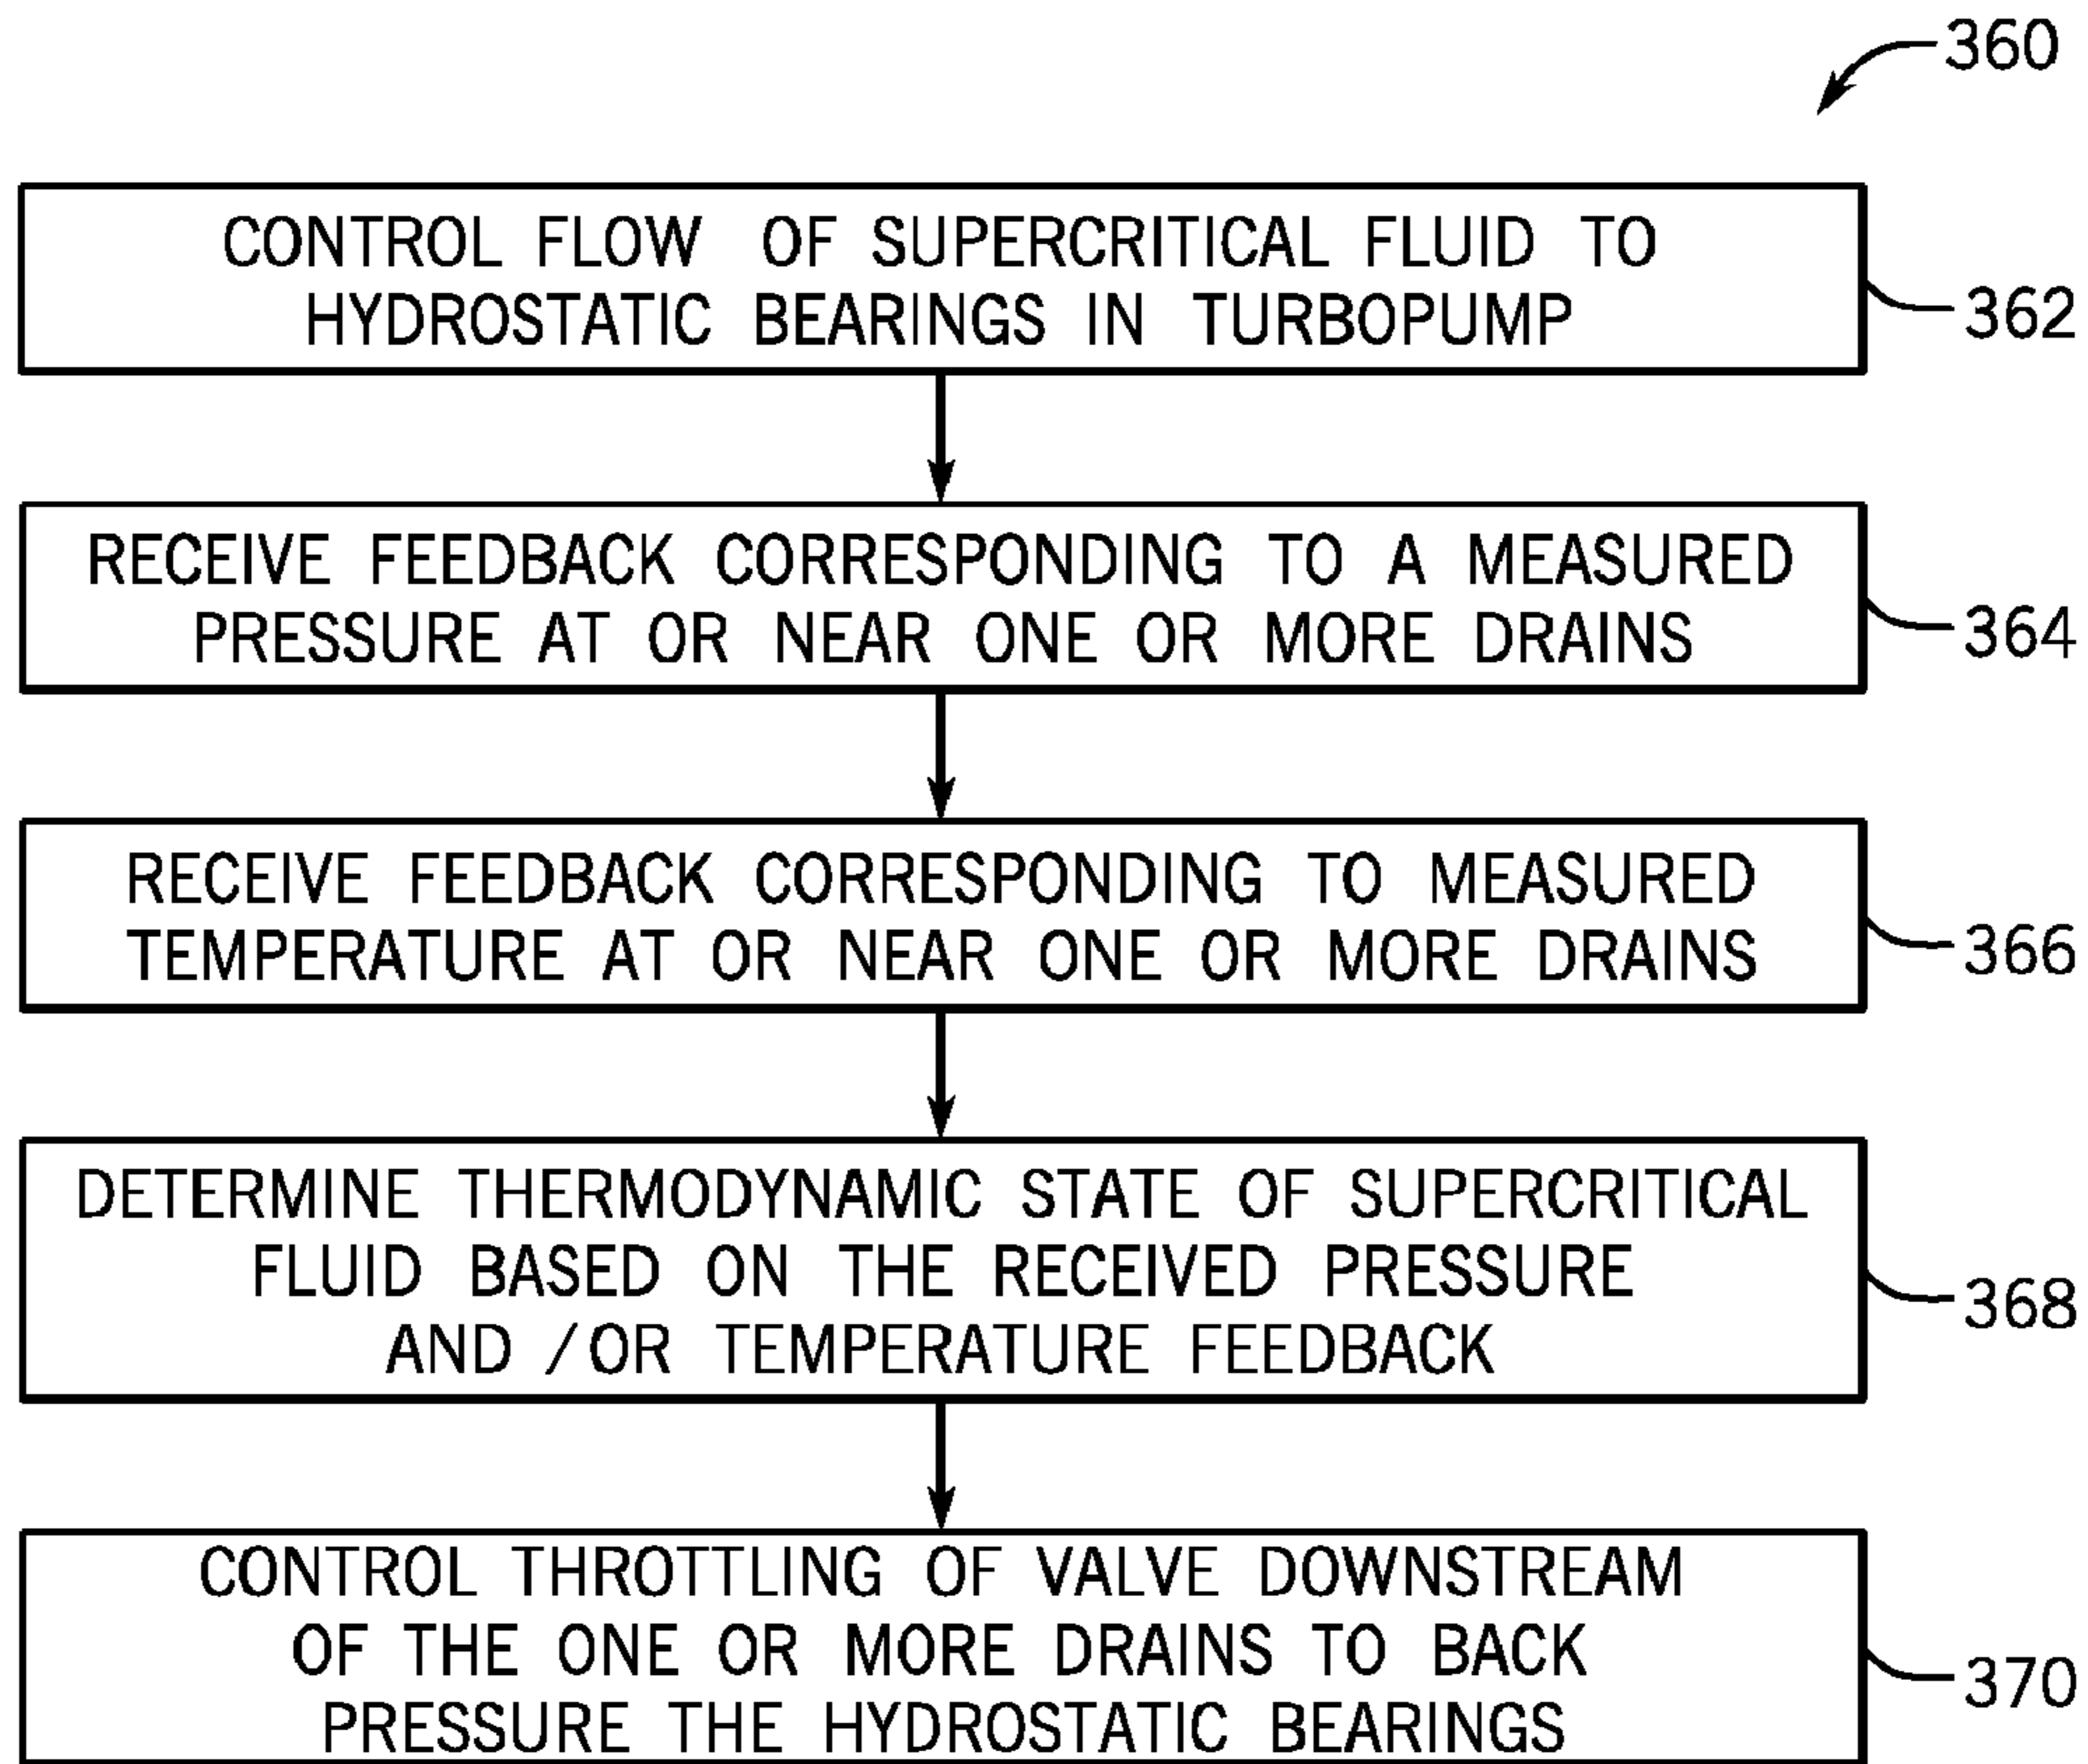 360
CONTROL FLOW OF SUPERCRITICAL FLUID TO
HYDROSTATIC BEARINGS IN TURBOPUMP
362
RECEIVE FEEDBACK CORRESPONDING TO A MEASURED
PRESSURE AT OR NEAR ONE OR MORE DRAINS
364
RECEIVE FEEDBACK CORRESPONDING TO MEASURED
TEMPERATURE AT OR NEAR ONE OR MORE DRAINS
366
DETERMINE THERMODYNAMIC STATE OF SUPERCRITICAL
FLUID BASED ON THE RECEIVED PRESSURE
AND /OR TEMPERATURE FEEDBACK
368
CONTROL THROTTLING OF VALVE DOWNSTREAM
OF THE ONE OR MORE DRAINS TO BACK
PRESSURE THE HYDROSTATIC BEARINGS
370